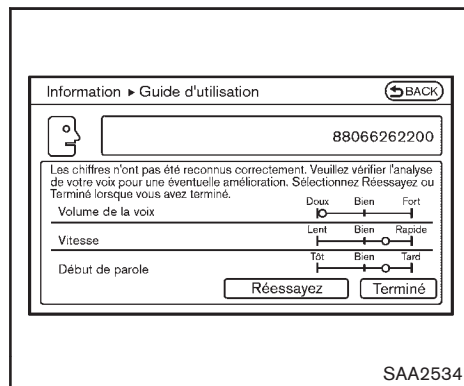 Information ▸ Guide d'utilisation BACK
88066262200
Les chiffres n'ont pas été reconnus correctement. Veuillez vérifier l'analyse
de votre voix pour une éventuelle amélioration. Sélectionnez Réessayez ou
Terminé lorsque vous avez terminé.
Doux Bien Fort
Volume de la voix
Lent Bien Rapide
Vitesse
Tôt Bien Tard
Début de parole
Réessayez Terminé
SAA2534